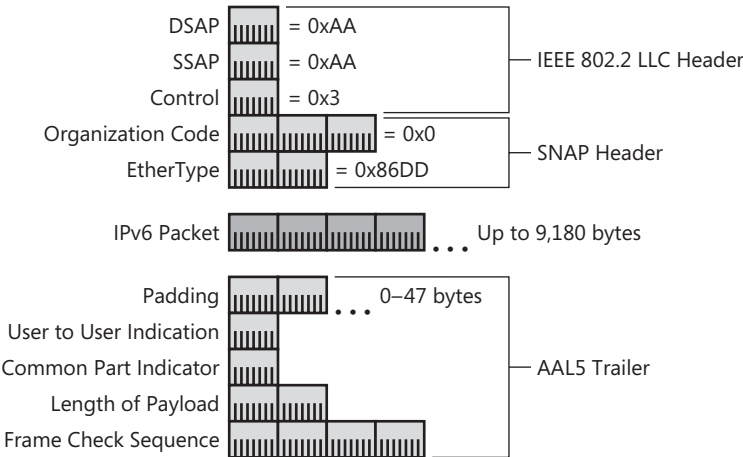 DSAP = 0xAA
SSAP = 0xAA
Control = 0x3
IEEE 802.2 LLC Header
Organization Code = 0x0
EtherType = 0x86DD
SNAP Header
IPv6 Packet ... Up to 9,180 bytes
Padding ... 0–47 bytes
User to User Indication
Common Part Indicator
AAL5 Trailer
Length of Payload
Frame Check Sequence